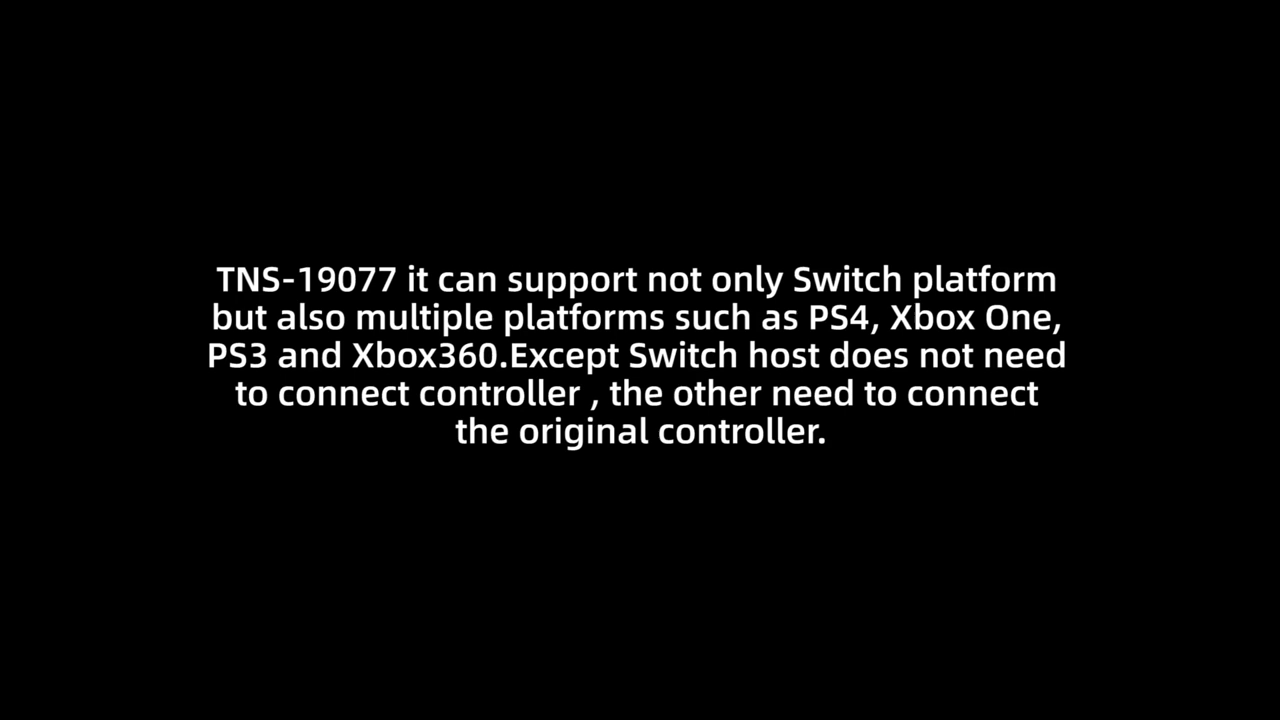 TNS-19077 it can support not only Switch platform
but also multiple platforms such as PS4, Xbox One,
PS3 and Xbox360.Except Switch host does not need
to connect controller , the other need to connect
the original controller.